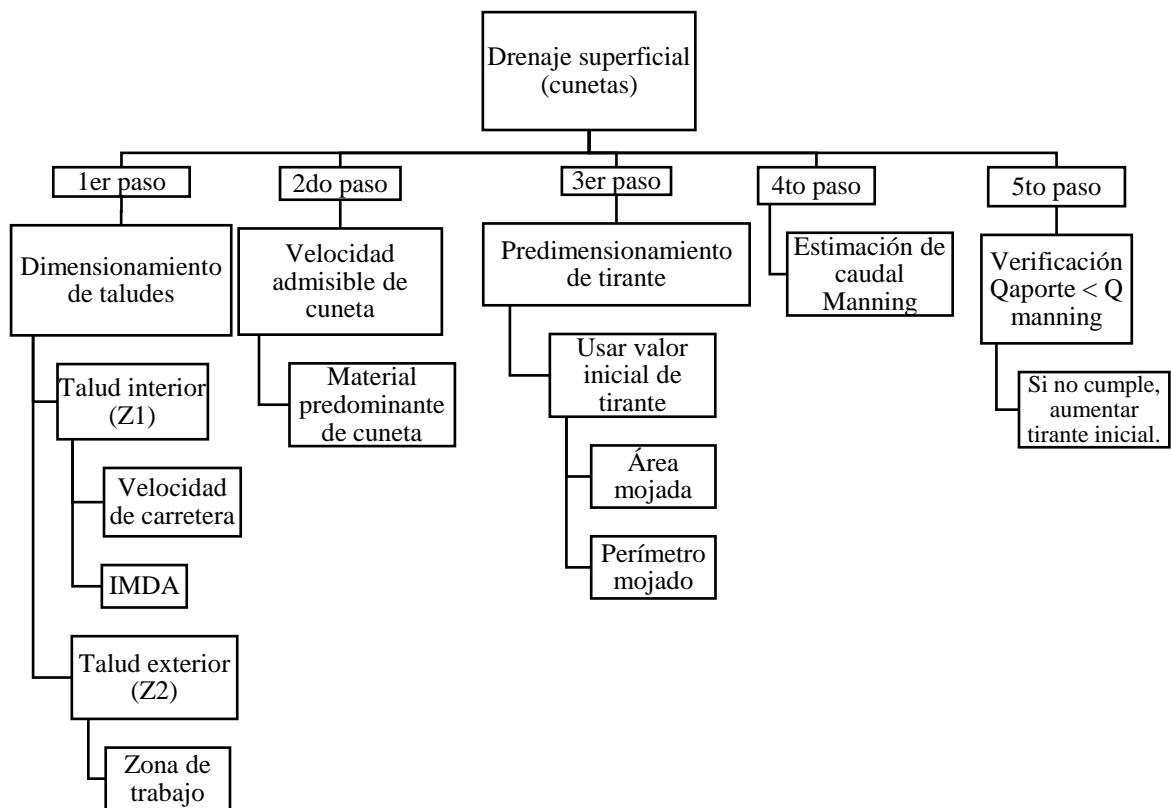 Drenaje superficial
(cunetas)
1er paso
2do paso
3er paso
4to paso
5to paso
Dimensionamiento
de taludes
Velocidad
admisible de
cuneta
Predimensionamiento
de tirante
Estimación de
caudal
Manning
Verificación
Qaporte < Q
manning
Talud interior
(Z1)
Material
predominante
de cuneta
Usar valor
inicial de
tirante
Si no cumple,
aumentar
tirante inicial.
Velocidad
de carretera
Área
mojada
IMDA
Perímetro
mojado
Talud exterior
(Z2)
Zona de
trabajo